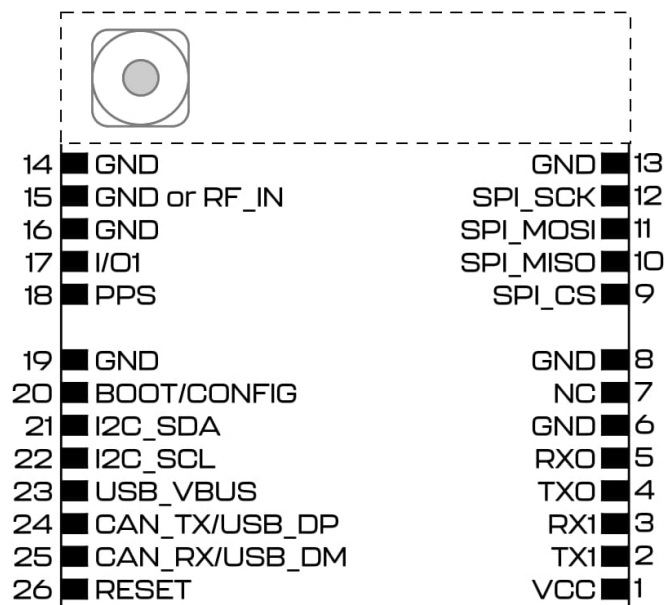 14 GND GND 13
15 GND or RF_IN SPI_SCK 12
16 GND SPI_MOSI 11
17 I/O1 SPI_MISO 10
18 PPS SPI_CS 9
19 GND GND 8
20 BOOT/CONFIG NC 7
21 I2C_SDA GND 6
22 I2C_SCL RX0 5
23 USB_VBUS TX0 4
24 CAN_TX/USB_DP RX1 3
25 CAN_RX/USB_DM TX1 2
26 RESET VCC 1